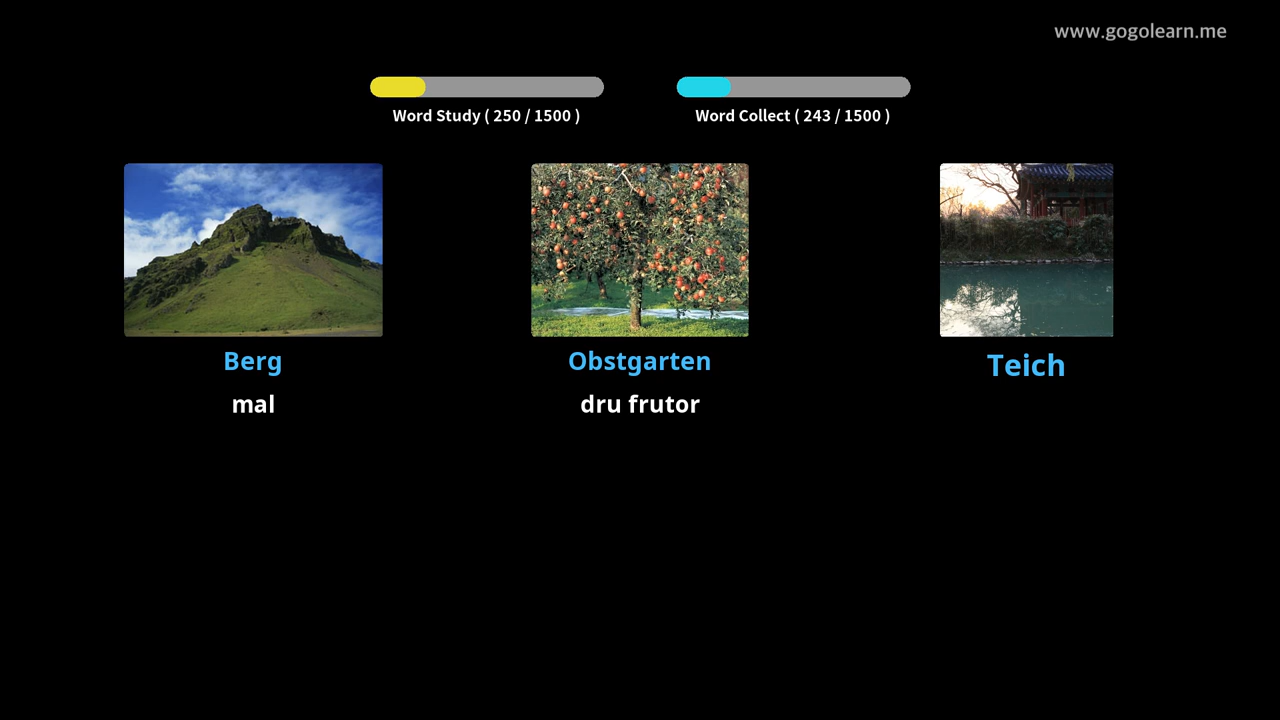 www.gogolearn.me
Word Study ( 250 / 1500 )
Word Collect ( 243 / 1500 )
Berg
Obstgarten
Teich
mal
dru frutor